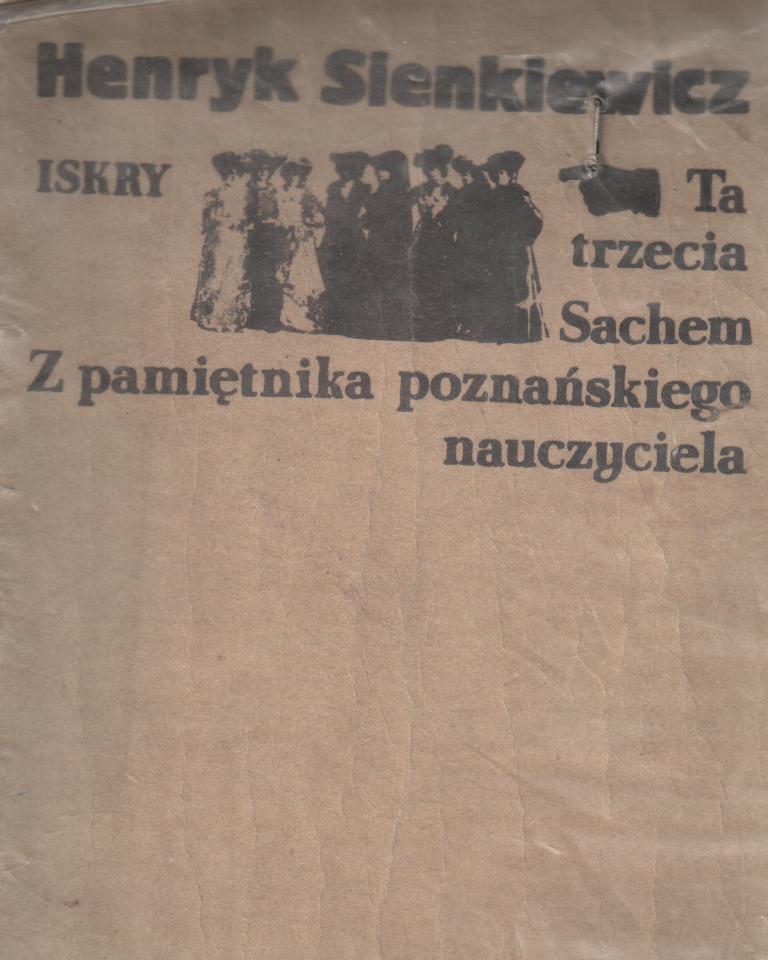 Henryk Sienkiewicz
ISKRY
Ta
trzecia
Sachem
Z pamiętnika poznańskiego
nauczyciela